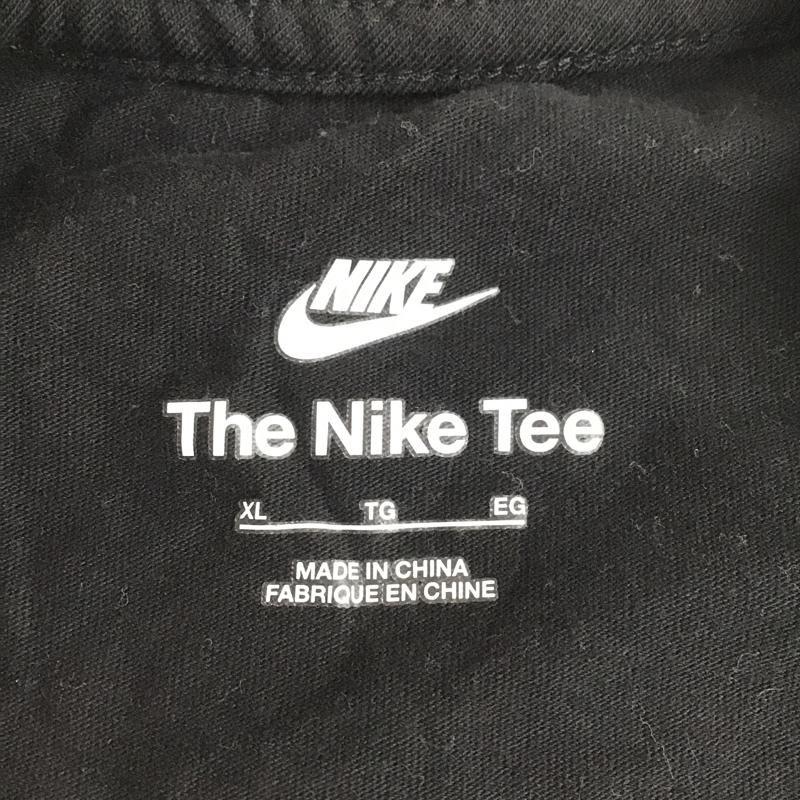 NIKE
The Nike Tee
XL TG EG
MADE IN CHINA
FABRIQUE EN CHINE